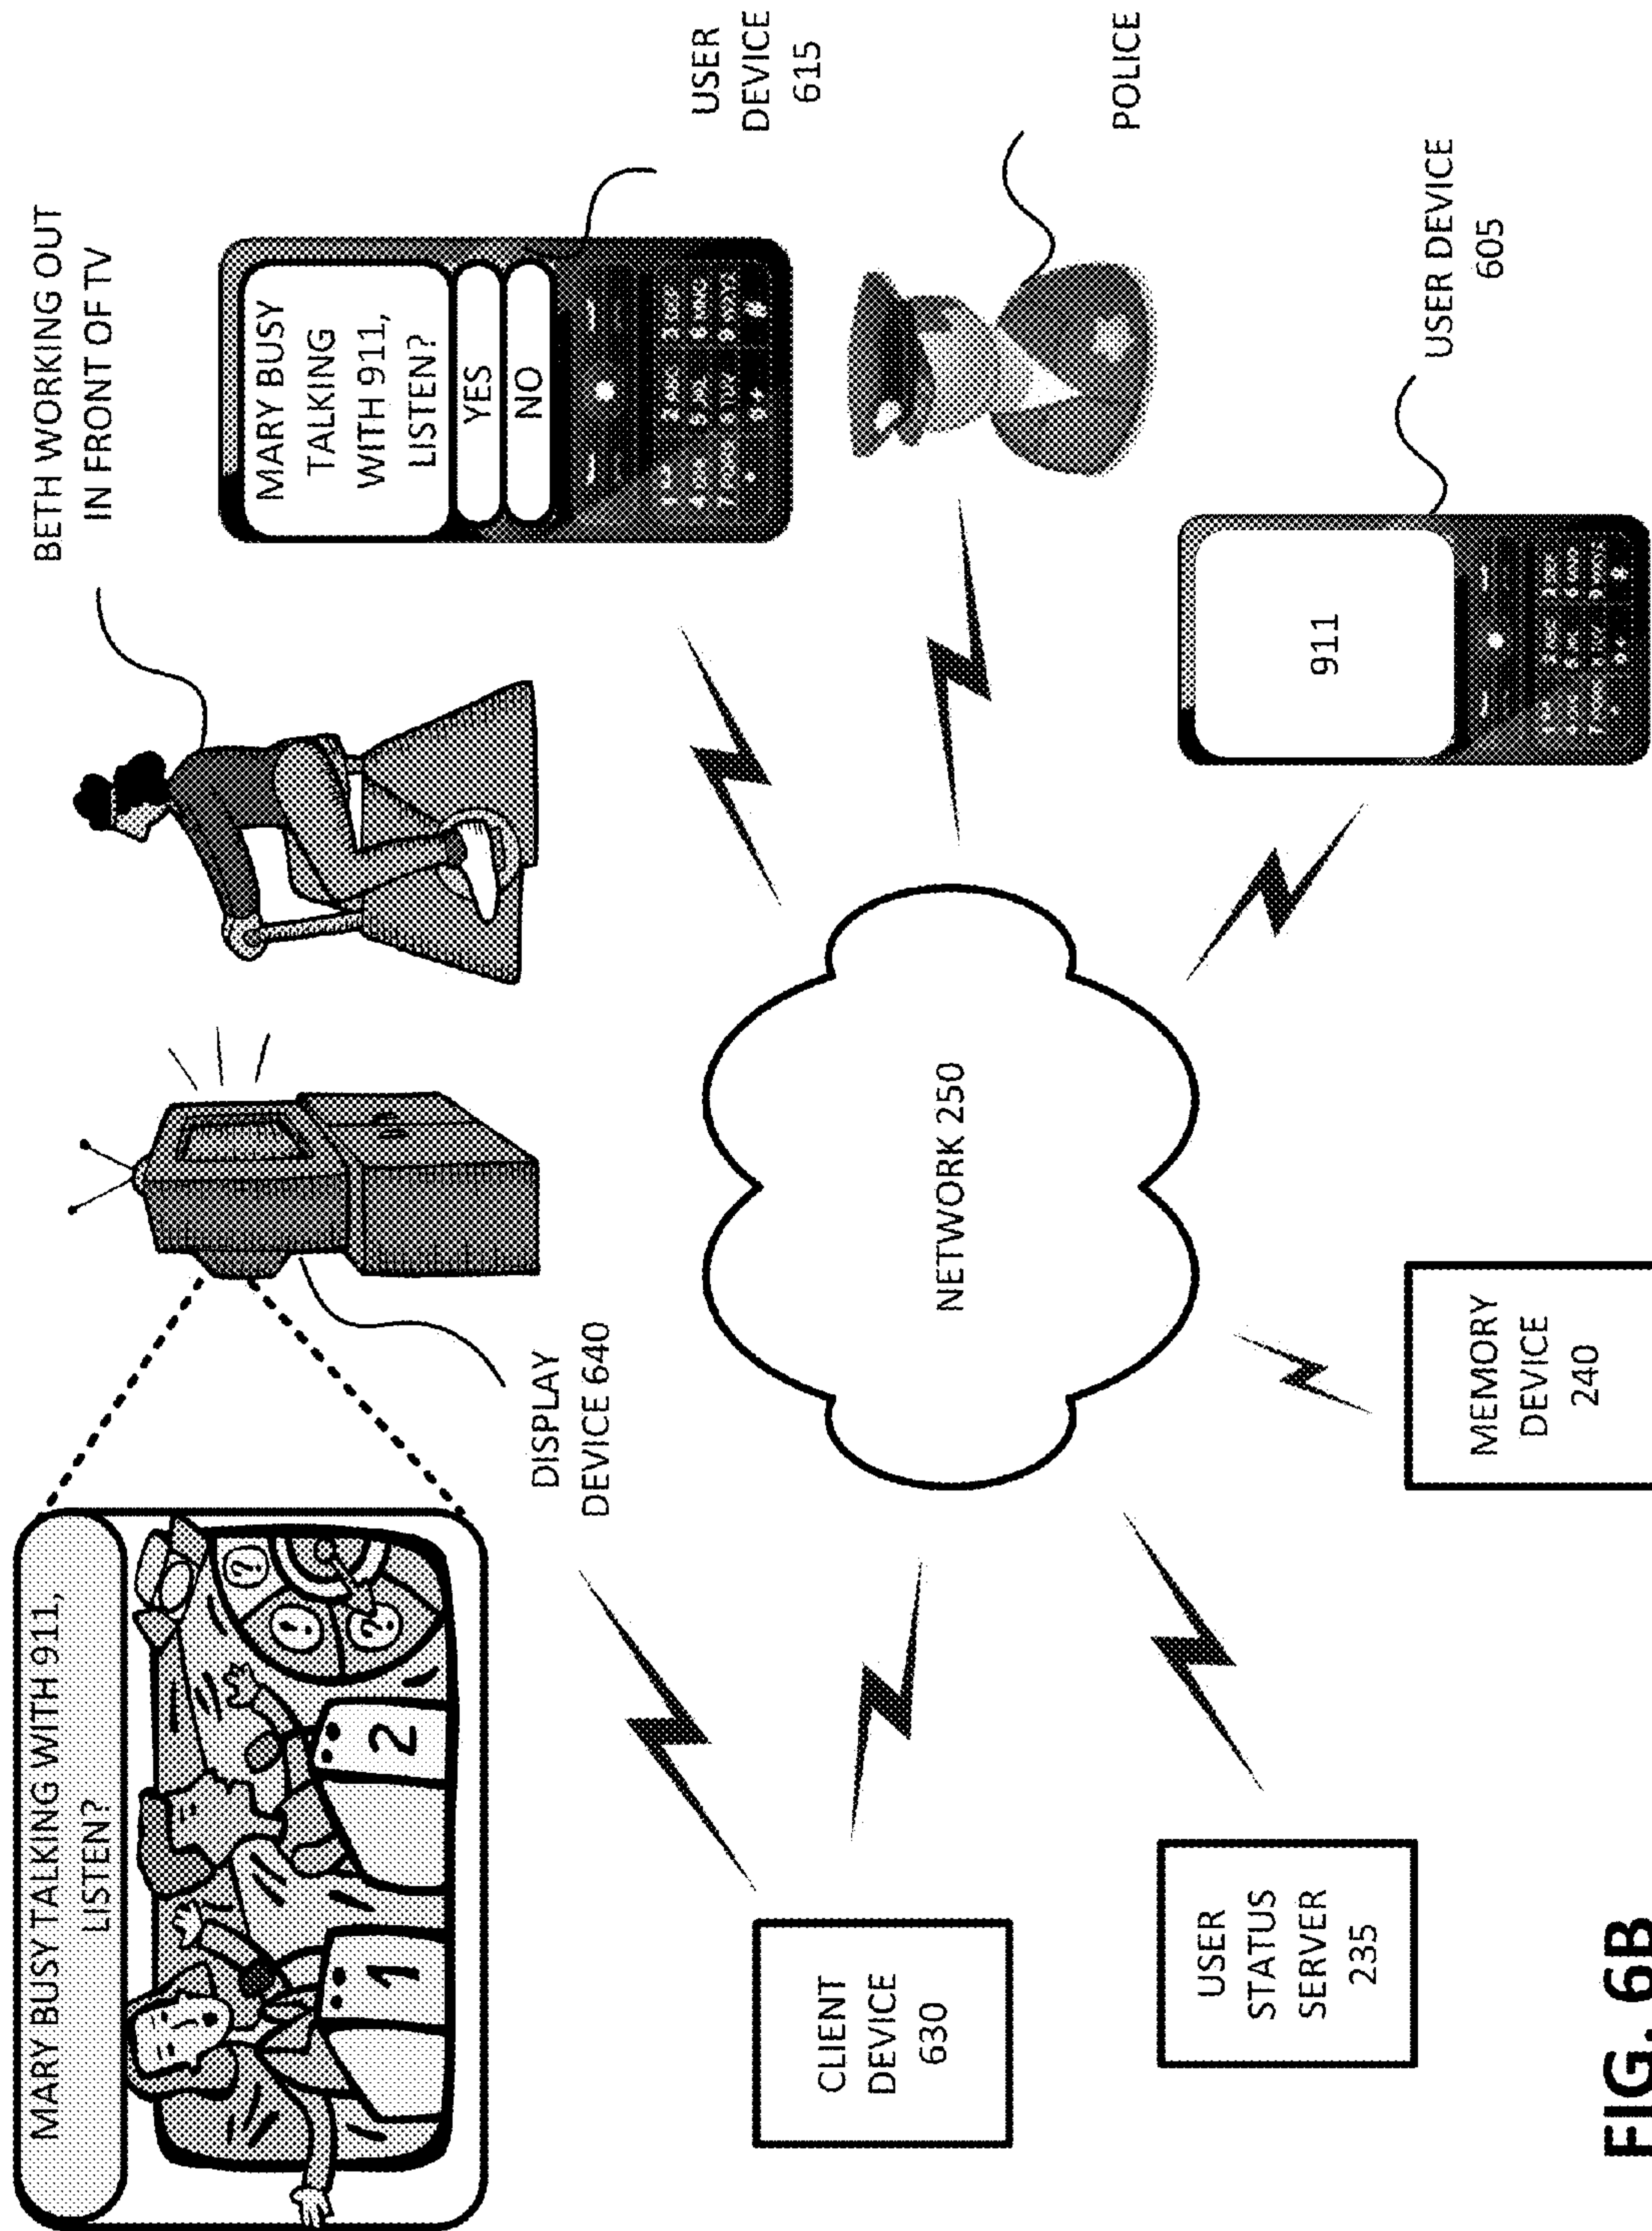 MARY BUSY TALKING WITH 911,
LISTEN?
1
2
DISPLAY
DEVICE 640
BETH WORKING OUT
IN FRONT OF TV
MARY BUSY
TALKING
WITH 911,
LISTEN?
YES
NO
USER
DEVICE
615
POLICE
NETWORK 250
CLIENT
DEVICE
630
USER
STATUS
SERVER
235
MEMORY
DEVICE
240
911
USER DEVICE
605
FIG. 6B